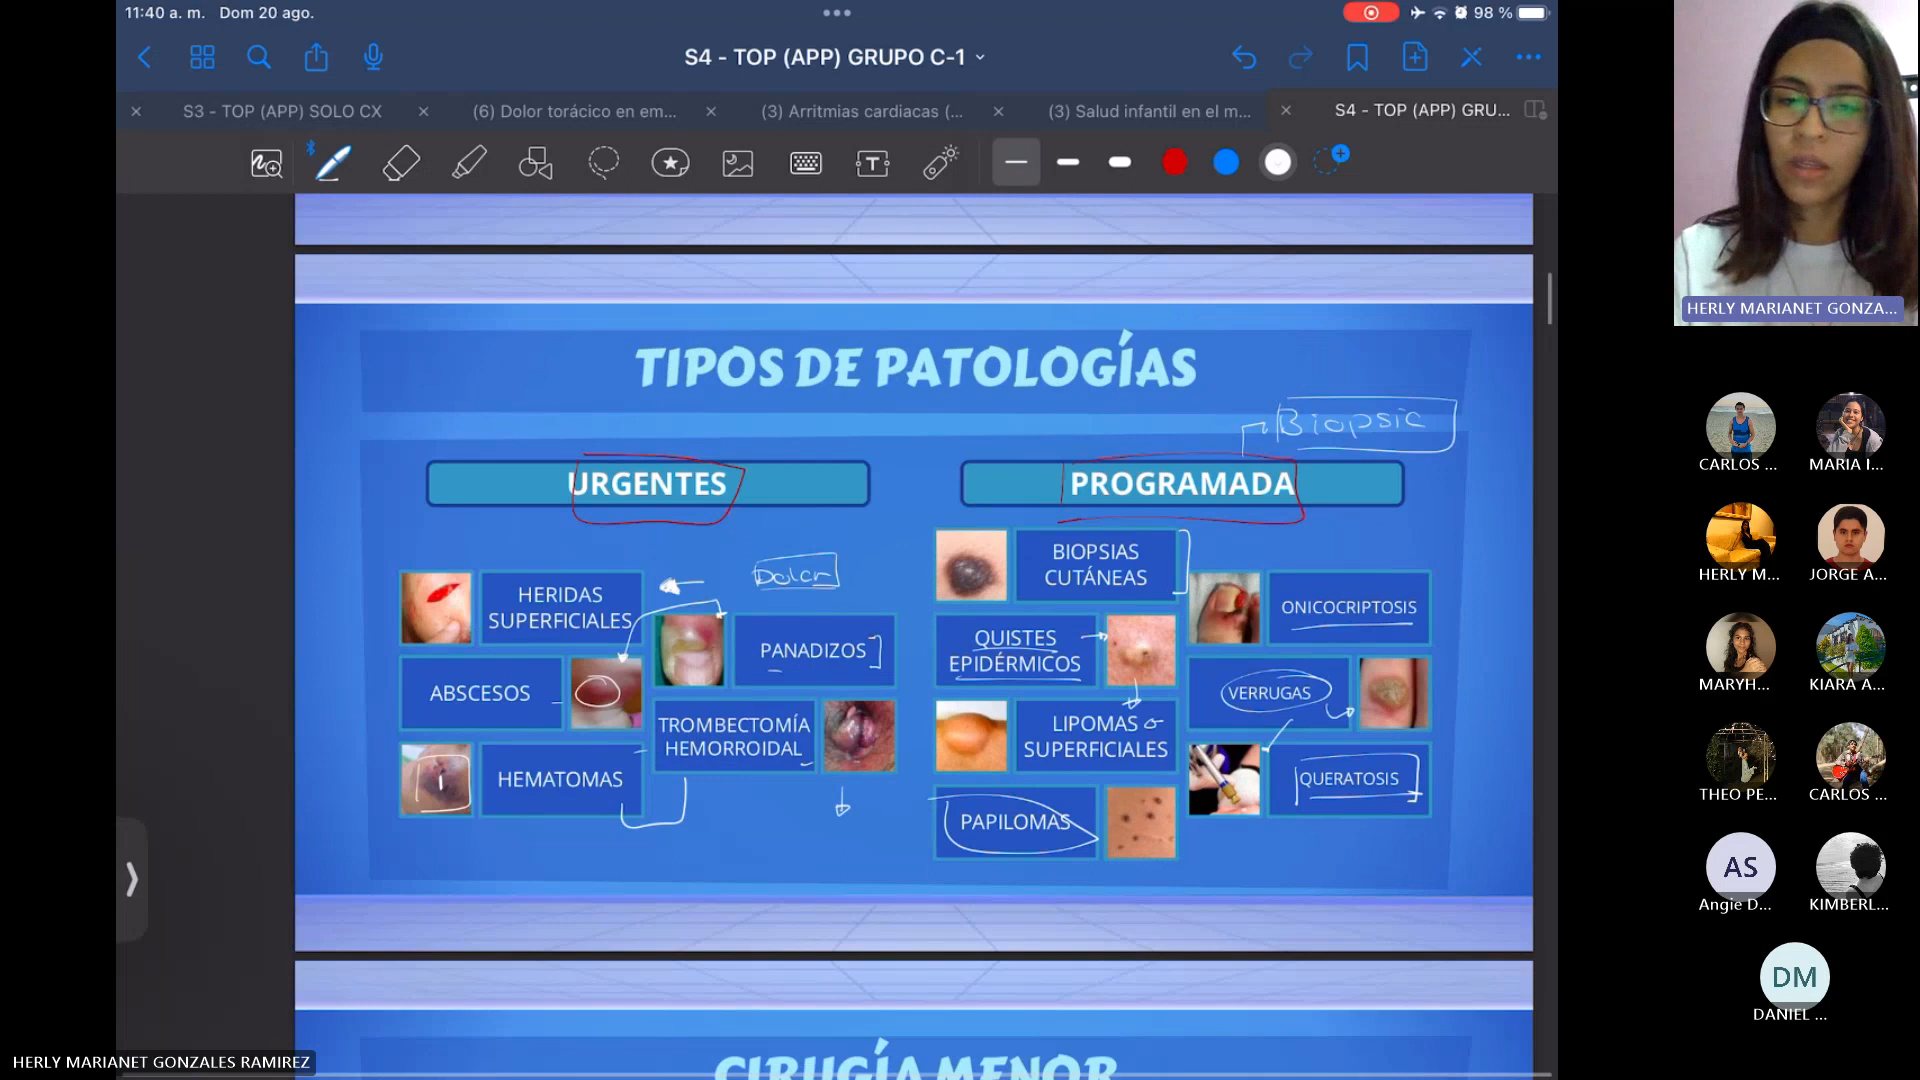 11:40 a. m. Dom 20 ago.
98 %
S4 - TOP (APP) GRUPO C-1
S3 - TOP (APP) SOLO CX
(6) Dolor torácico en em...
(3) Arritmias cardiacas (...
(3) Salud infantil en el m...
S4 - TOP (APP) GRU...
TIPOS DE PATOLOGÍAS
Biopsia
URGENTES
PROGRAMADA
Dolor
HERIDAS
SUPERFICIALES
PANADIZOS
ABSCESOS
TROMBECTOMÍA
HEMORROIDAL
HEMATOMAS
BIOPSIAS
CUTÁNEAS
ONICOCRIPTOSIS
QUISTES
EPIDÉRMICOS
VERRUGAS
LIPOMAS
SUPERFICIALES
QUERATOSIS
PAPILOMAS
CIRUGÍA MENOR
HERLY MARIANET GONZA...
CARLOS ...
MARIA I...
HERLY M...
JORGE A...
MARYH...
KIARA A...
THEO PE...
CARLOS ...
AS
Angie D...
KIMBERL...
DM
DANIEL ...
HERLY MARIANET GONZALES RAMIREZ